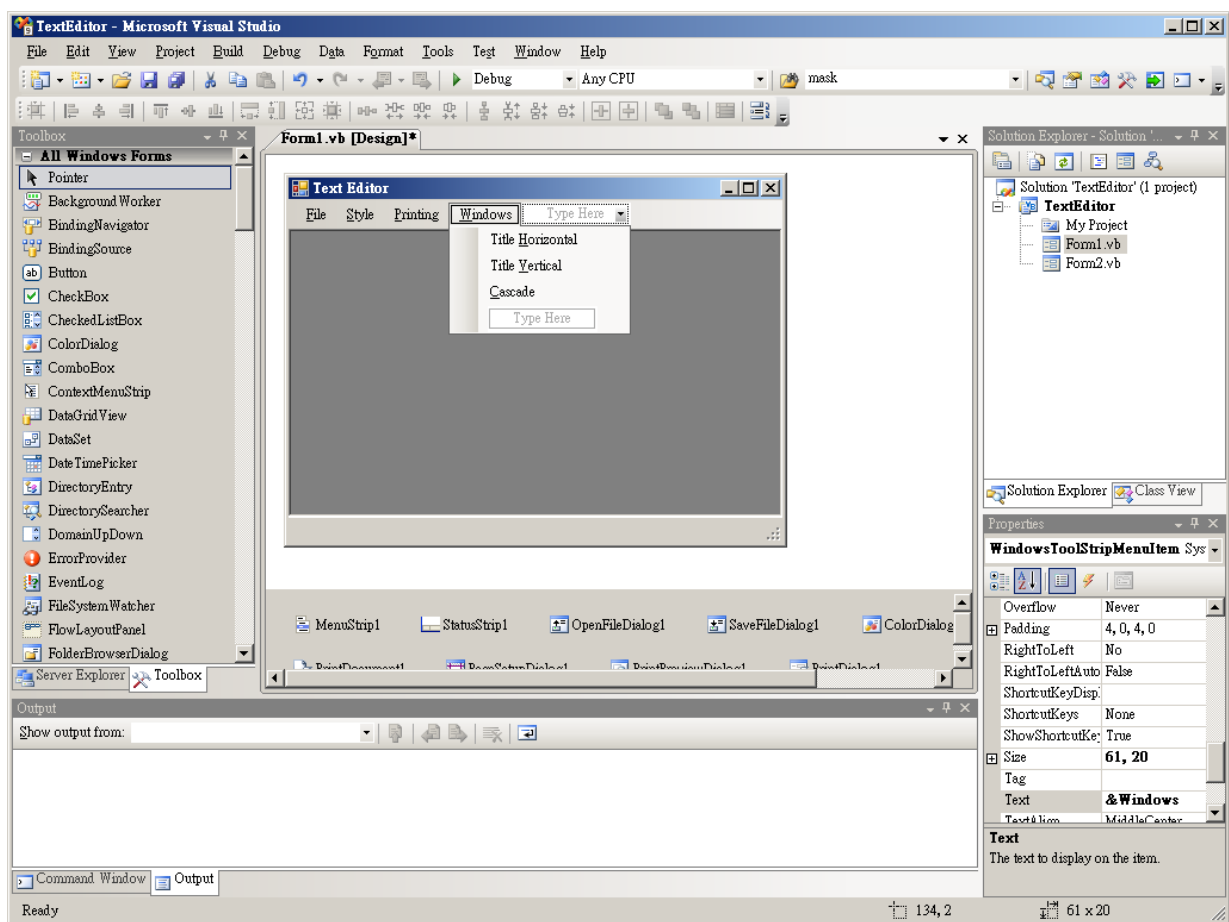 TextEditor - Microsoft Visual Studio
File Edit View Project Build Debug Data Format Tools Test Window Help
Debug Any CPU mask
Toolbox
All Windows Forms
Pointer
BackgroundWorker
BindingNavigator
BindingSource
Button
CheckBox
CheckedListBox
ColorDialog
ComboBox
ContextMenuStrip
DataGridView
DataSet
DateTimePicker
DirectoryEntry
DirectorySearcher
DomainUpDown
ErrorProvider
EventLog
FileSystemWatcher
FlowLayoutPanel
FolderBrowserDialog
Server Explorer Toolbox
Form1.vb [Design]*
Text Editor
File Style Printing Windows Type Here
Title Horizontal
Title Vertical
Cascade
Type Here
MenuStrip1 StatusStrip1 OpenFileDialog1 SaveFileDialog1 ColorDialog
PrintDocument1 PageSetupDialog1 PrintPreviewDialog1 PrintDialog1
Solution Explorer - Solution '...
Solution 'TextEditor' (1 project)
TextEditor
My Project
Form1.vb
Form2.vb
Solution Explorer Class View
Properties
WindowsToolStripMenuItem Sys
Overflow Never
Padding 4, 0, 4, 0
RightToLeft No
RightToLeftAuto False
ShortcutKeyDisp
ShortcutKeys None
ShowShortcutKe True
Size 61, 20
Tag
Text &Windows
TextAlign MiddleCenter
Text
The text to display on the item.
Output
Show output from:
Command Window Output
Ready 134, 2 61 x 20